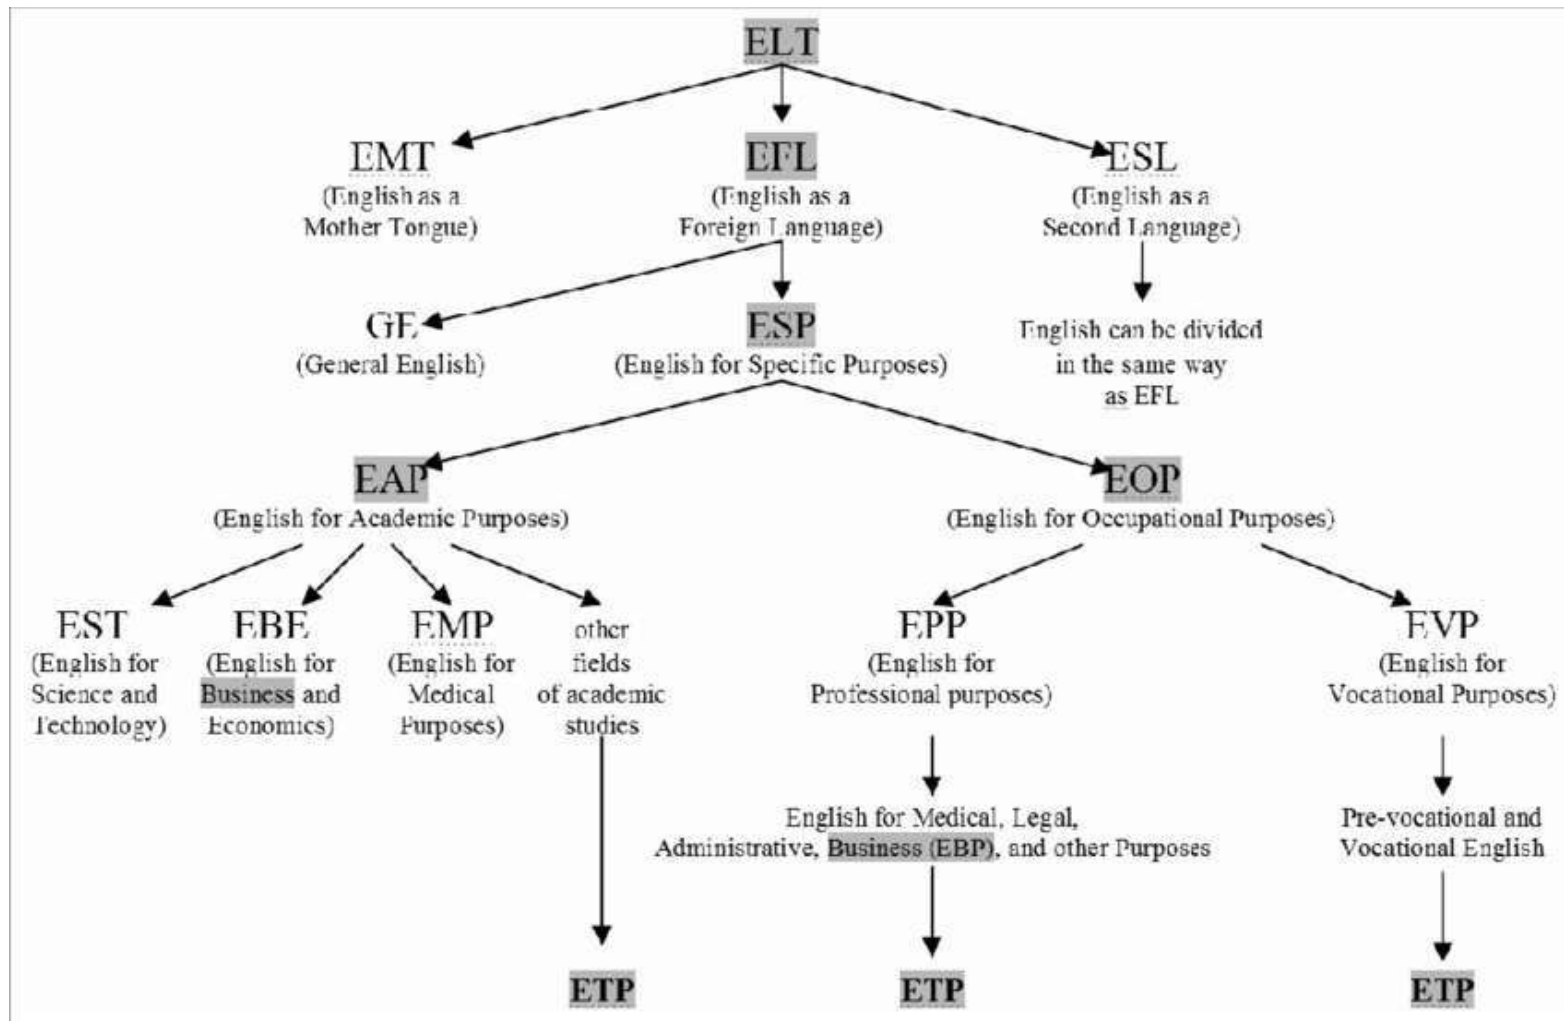 ELT
EMT
(English as a
Mother Tongue)
EFL
(English as a
Foreign Language)
ESL
(English as a
Second Language)
GE
(General English)
ESP
(English for Specific Purposes)
English can be divided
in the same way
as EFL
EAP
(English for Academic Purposes)
EOP
(English for Occupational Purposes)
EST
(English for
Science and
Technology)
EBE
(English for
Business and
Economics)
EMP
(English for
Medical
Purposes)
other
fields
of academic
studies
EPP
(English for
Professional purposes)
EVP
(English for
Vocational Purposes)
English for Medical, Legal,
Administrative, Business (EBP), and other Purposes
Pre-vocational and
Vocational English
ETP
ETP
ETP